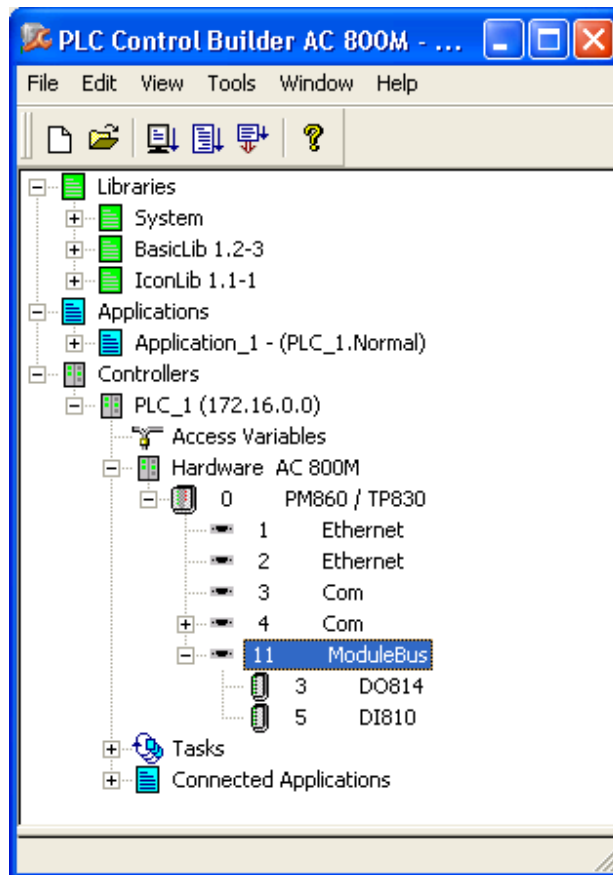 PLC Control Builder AC 800M - ...
File Edit View Tools Window Help
Libraries
System
BasicLib 1.2-3
IconLib 1.1-1
Applications
Application_1 - (PLC_1.Normal)
Controllers
PLC_1 (172.16.0.0)
Access Variables
Hardware AC 800M
0 PM860 / TP830
1 Ethernet
2 Ethernet
3 Com
4 Com
11 ModuleBus
3 DO814
5 DI810
Tasks
Connected Applications